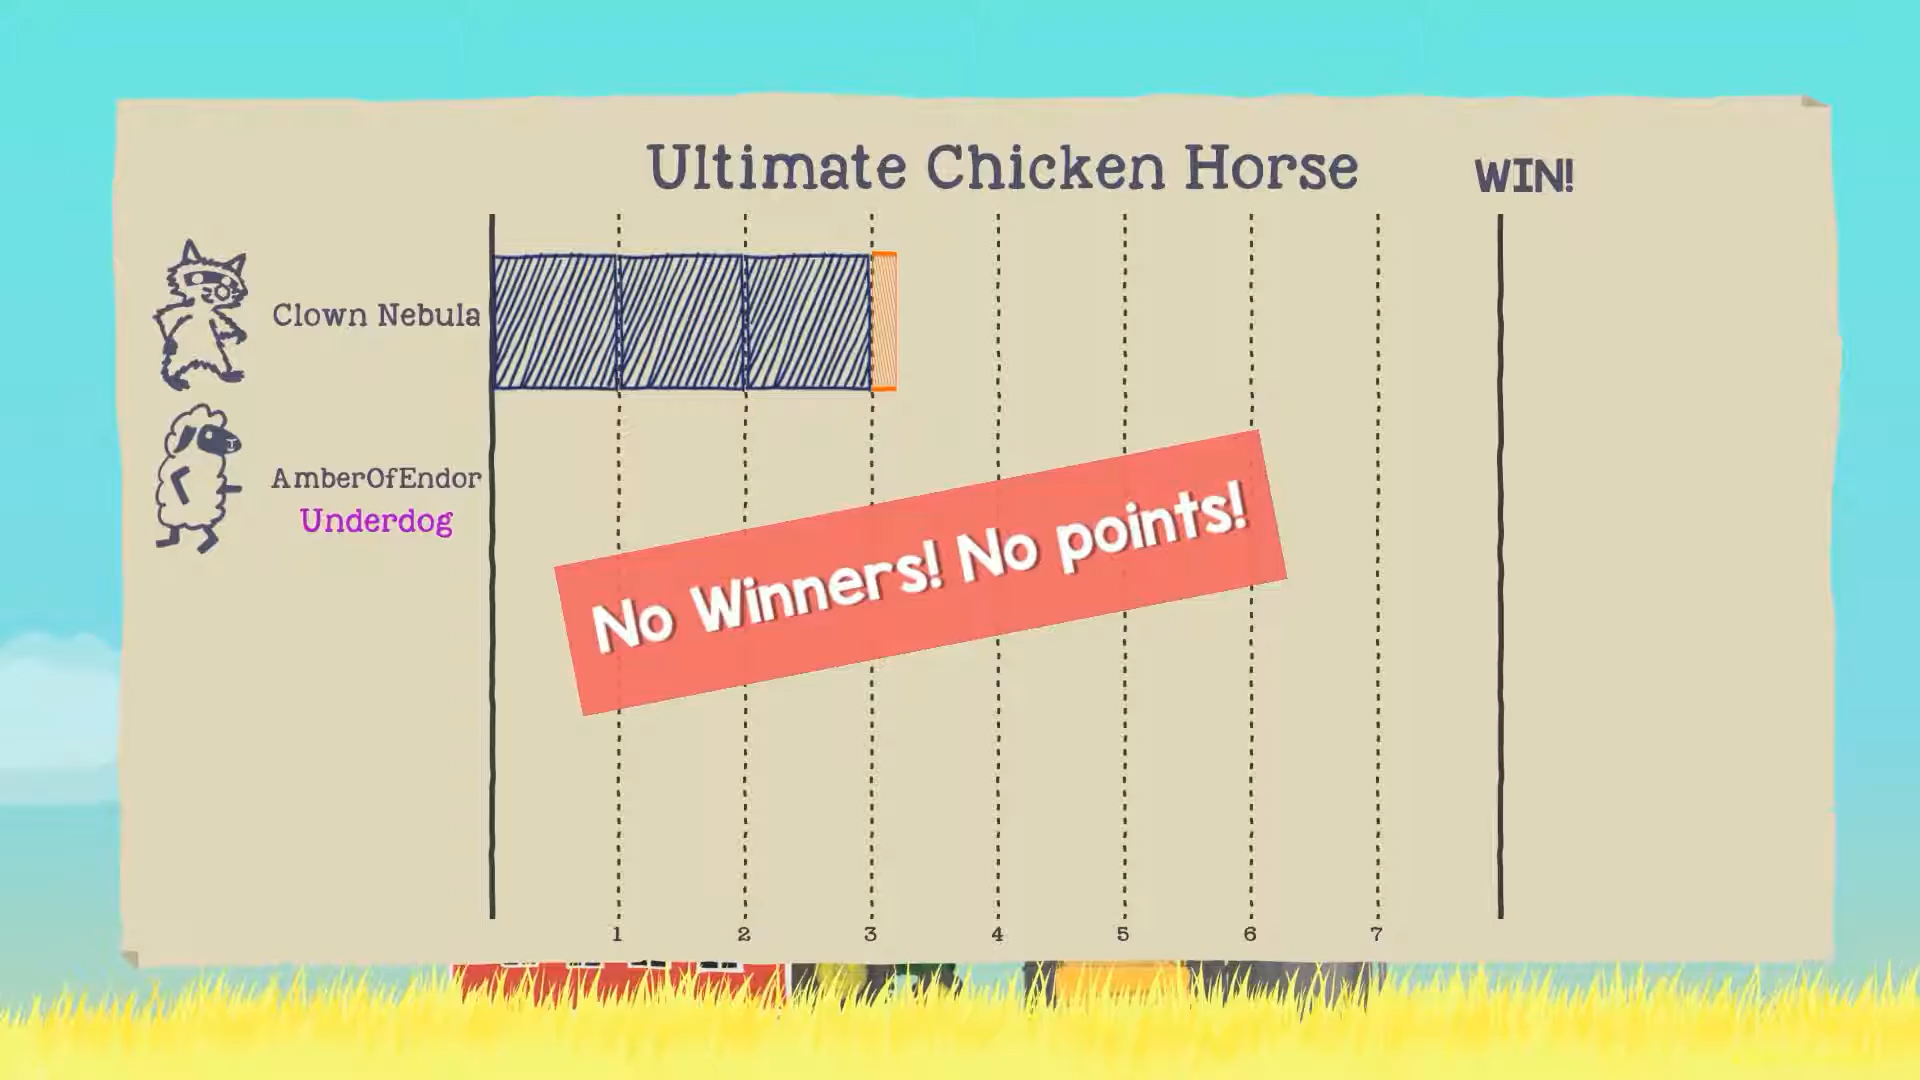 Ultimate Chicken Horse
WIN!
Clown Nebula
AmberOfEndor
Underdog
No Winners! No points!
1 2 3 4 5 6 7